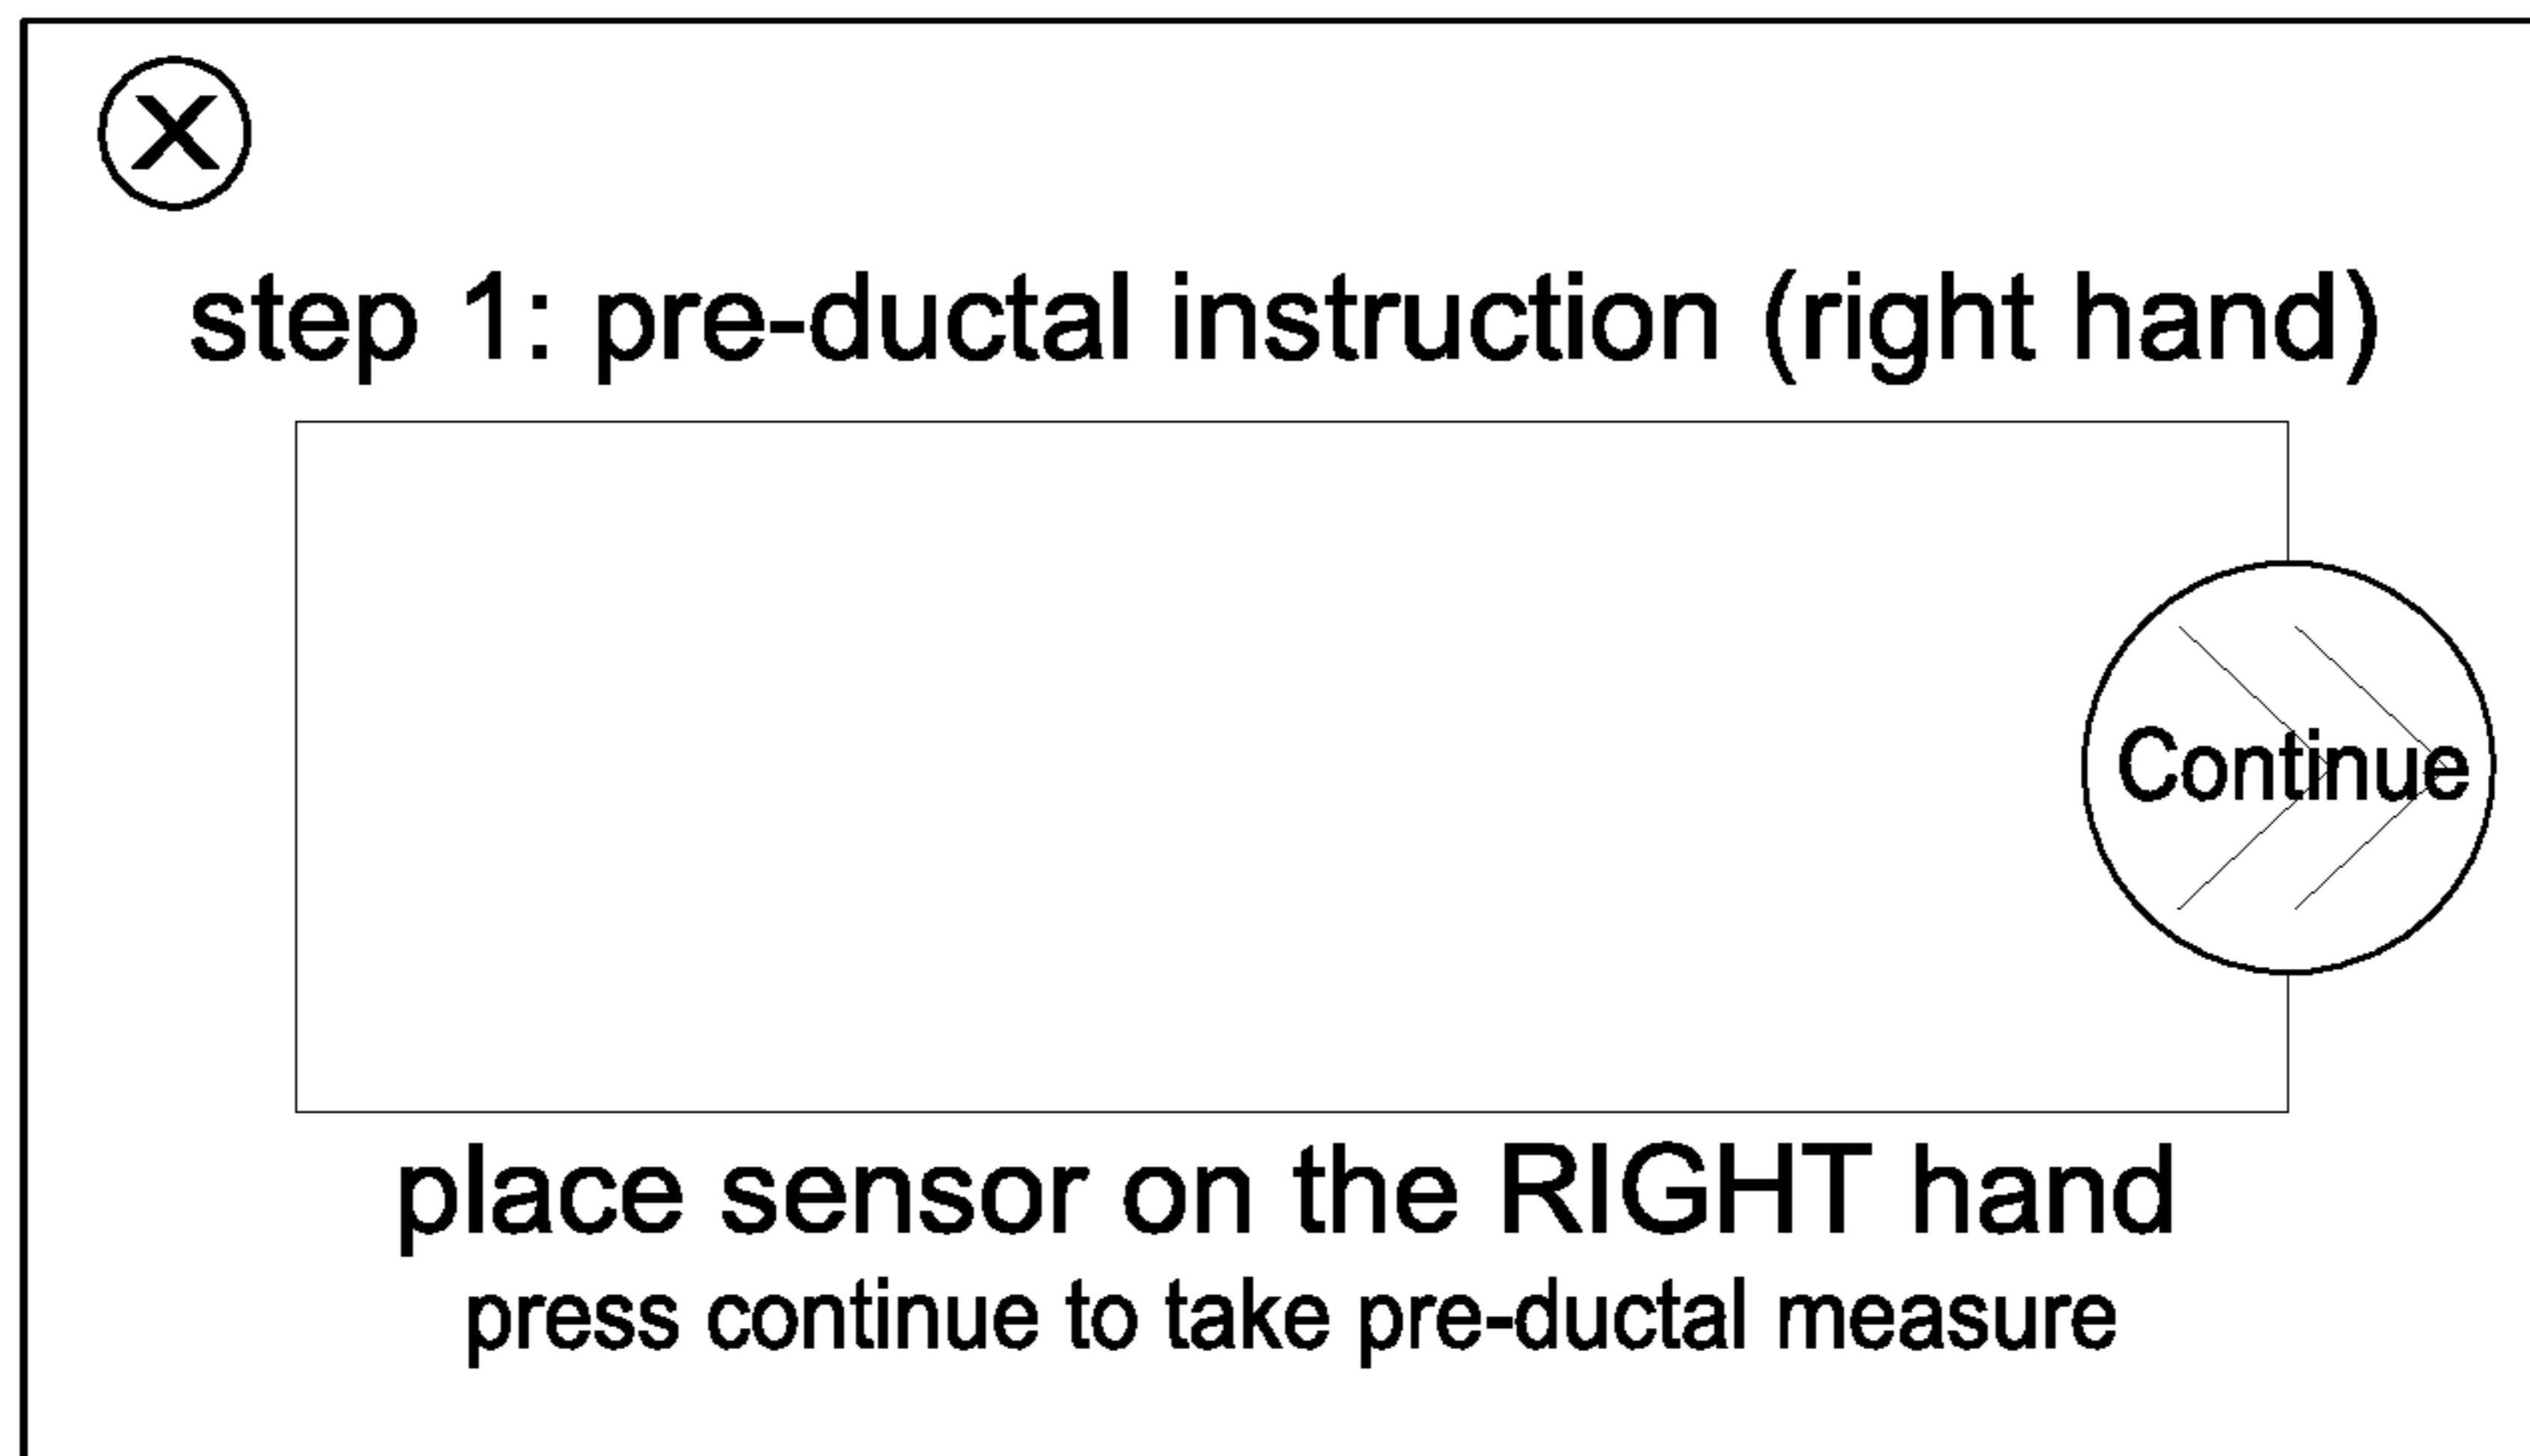 X
step 1: pre-ductal instruction (right hand)
Continue
place sensor on the RIGHT hand
press continue to take pre-ductal measure